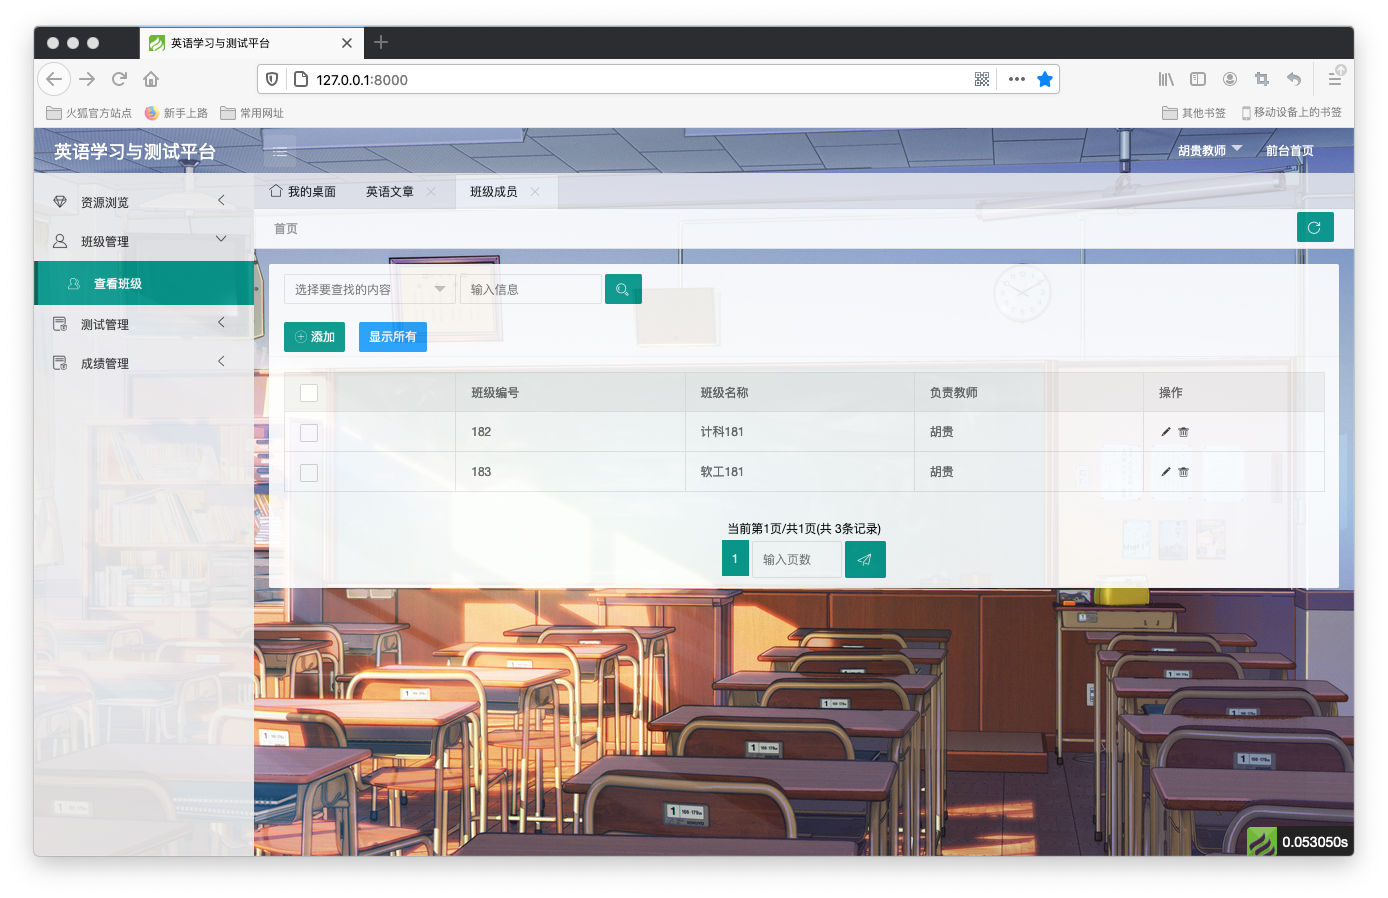 英语学习与测试平台
127.0.0.1:8000
火狐官方站点 新手上路 常用网址 其他书签 移动设备上的书签
英语学习与测试平台 胡贵教师 前台首页
资源浏览
班级管理
查看班级
测试管理
成绩管理
我的桌面 英语文章 班级成员
首页
选择要查找的内容 输入信息
添加 显示所有
班级编号 班级名称 负责教师 操作
182 计科181 胡贵
183 软工181 胡贵
当前第1页/共1页(共 3条记录)
1 输入页数
0.053050s